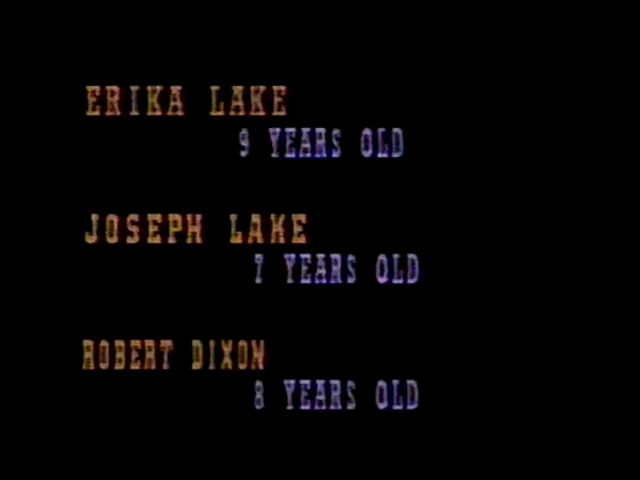 ERIKA LAKE
9 YEARS OLD
JOSEPH LAKE
7 YEARS OLD
ROBERT DIXON
8 YEARS OLD